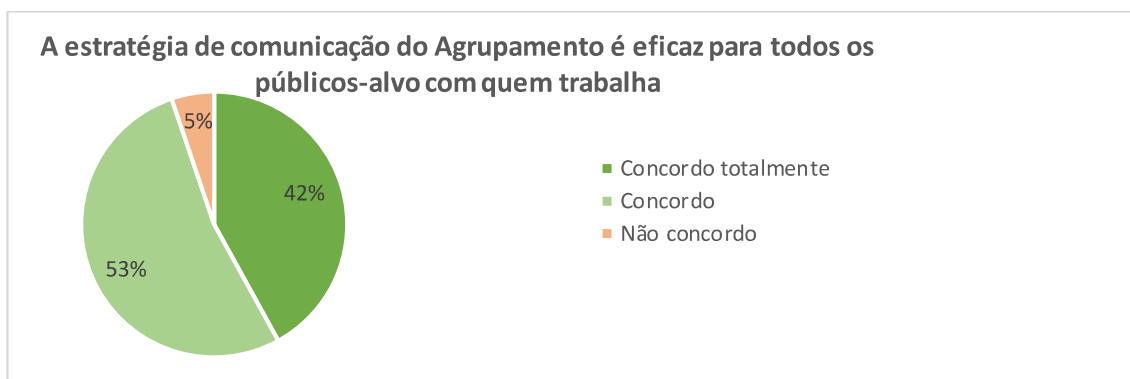 A estratégia de comunicação do Agrupamento é eficaz para todos os
públicos-alvo com quem trabalha
5%
42%
53%
Concordo totalmente
Concordo
Não concordo